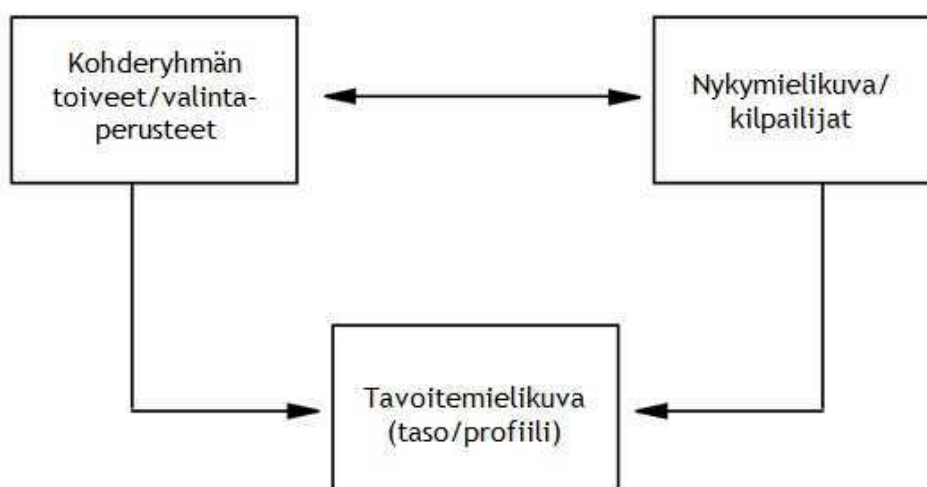 Kohderyhmän
toiveet/valinta-
perusteet
Nykymielikuva/
kilpailijat
Tavoitemielikuva
(taso/profiili)